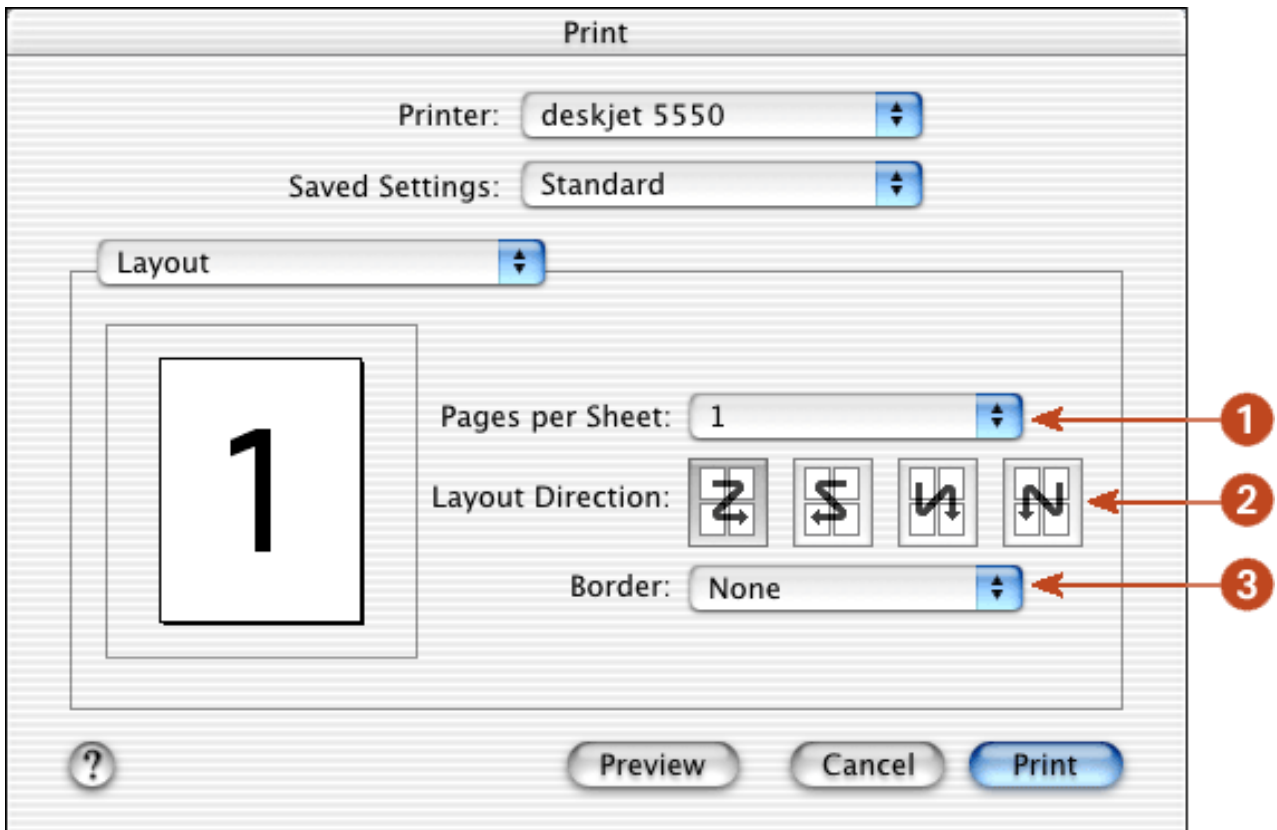 Print
Printer: deskjet 5550
Saved Settings: Standard
Layout
1
Pages per Sheet: 1 1
Layout Direction: 2
Border: None 3
? Preview Cancel Print